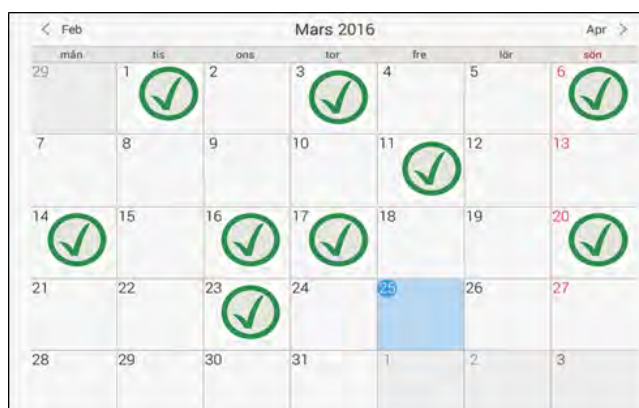 < Feb Mars 2016 Apr >
mån tis ons tor fre lör sön
29 1 2 3 4 5 6
7 8 9 10 11 12 13
14 15 16 17 18 19 20
21 22 23 24 25 26 27
28 29 30 31 1 2 3